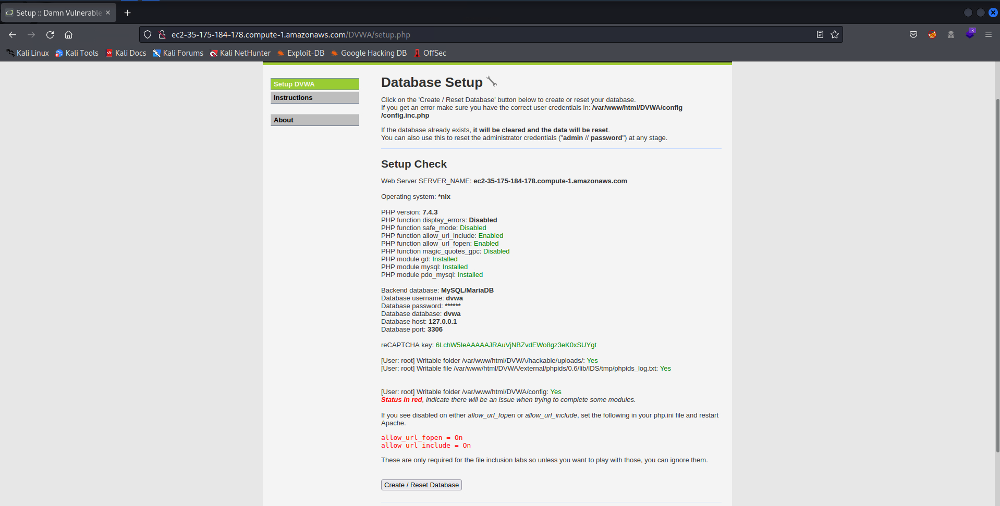 Setup :: Damn Vulnerable
ec2-35-175-184-178.compute-1.amazonaws.com/DVWA/setup.php
3
Kali Linux Kali Tools Kali Docs Kali Forums Kali NetHunter Exploit-DB Google Hacking DB OffSec
Setup DVWA
Instructions
About
Database Setup
Click on the 'Create / Reset Database' button below to create or reset your database.
If you get an error make sure you have the correct user credentials in: /var/www/html/DVWA/config
/config.inc.php
If the database already exists, it will be cleared and the data will be reset.
You can also use this to reset the administrator credentials ("admin // password") at any stage.
Setup Check
Web Server SERVER_NAME: ec2-35-175-184-178.compute-1.amazonaws.com
Operating system: *nix
PHP version: 7.4.3
PHP function display_errors: Disabled
PHP function safe_mode: Disabled
PHP function allow_url_include: Enabled
PHP function allow_url_fopen: Enabled
PHP function magic_quotes_gpc: Disabled
PHP module gd: Installed
PHP module mysql: Installed
PHP module pdo_mysql: Installed
Backend database: MySQL/MariaDB
Database username: dvwa
Database password: ******
Database database: dvwa
Database host: 127.0.0.1
Database port: 3306
reCAPTCHA key: 6LchW5IeAAAAAJRAuVjNBZvdEWo8gz3eK0xSUYgt
[User: root] Writable folder /var/www/html/DVWA/hackable/uploads/: Yes
[User: root] Writable file /var/www/html/DVWA/external/phpids/0.6/lib/IDS/tmp/phpids_log.txt: Yes
[User: root] Writable folder /var/www/html/DVWA/config: Yes
Status in red, indicate there will be an issue when trying to complete some modules.
If you see disabled on either allow_url_fopen or allow_url_include, set the following in your php.ini file and restart
Apache.
allow_url_fopen = On
allow_url_include = On
These are only required for the file inclusion labs so unless you want to play with those, you can ignore them.
Create / Reset Database